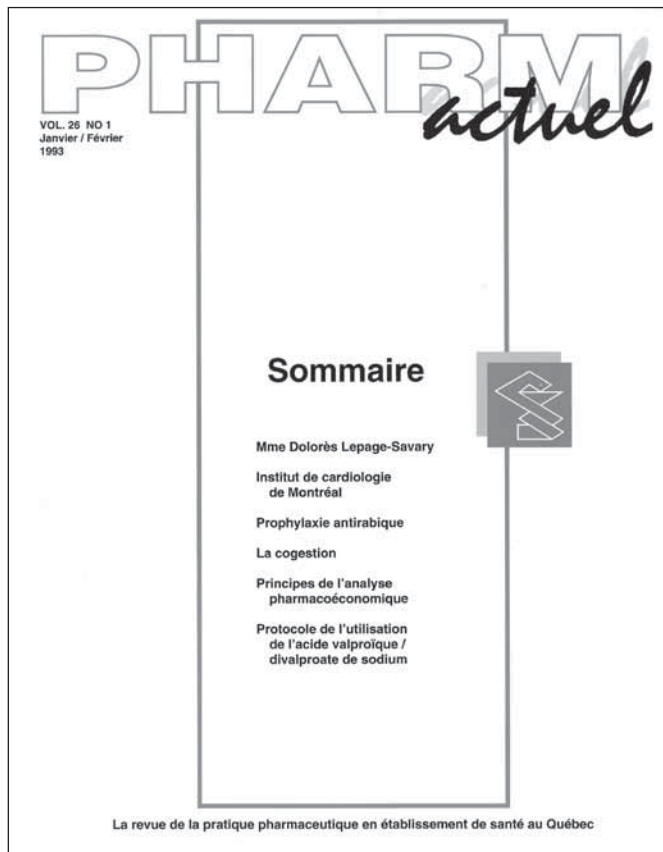 PHARM
actuel
VOL. 26 NO 1
Janvier / Février
1993
Sommaire
Mme Dolorès Lepage-Savary
Institut de cardiologie
de Montréal
Prophylaxie antirabique
La cogestion
Principes de l'analyse
pharmacoéconomique
Protocole de l'utilisation
de l'acide valproïque /
divalproate de sodium
La revue de la pratique pharmaceutique en établissement de santé au Québec